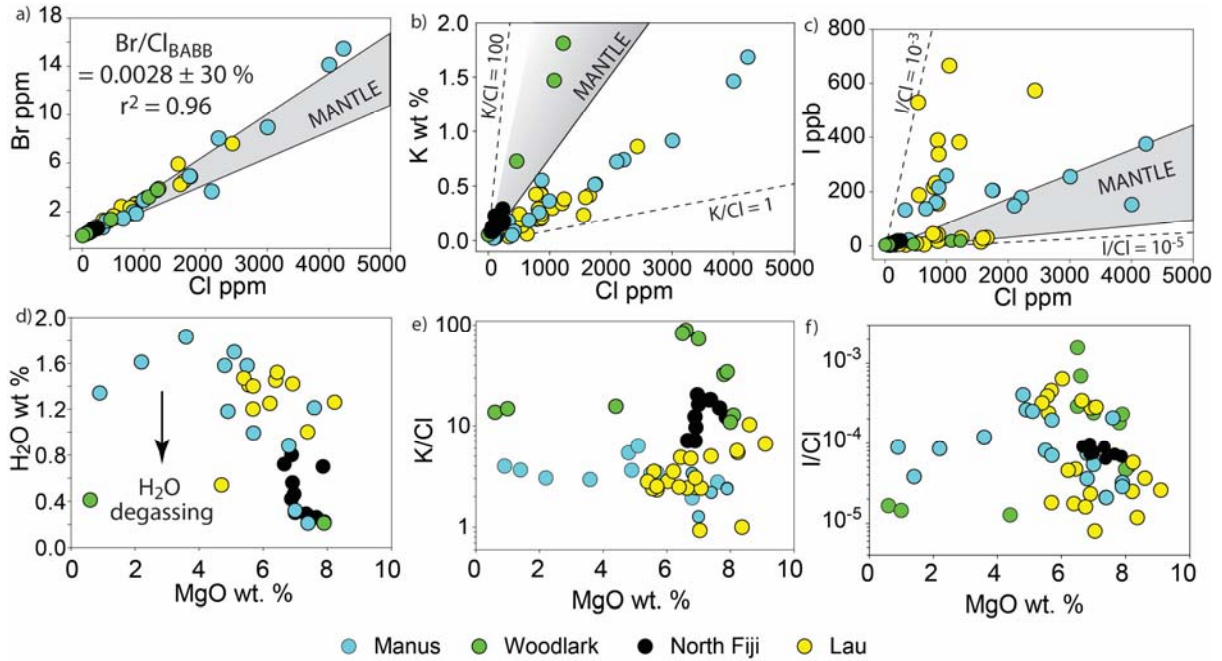 a)
Br/Cl_BABB
= 0.0028 ± 30 %
r² = 0.96
MANTLE
Br ppm
18
14
10
6
2
0 1000 2000 3000 4000 5000
Cl ppm
b)
K/Cl = 100
MANTLE
K/Cl = 1
K wt %
2.0
1.5
1.0
0.5
0.0
0 1000 2000 3000 4000 5000
Cl ppm
c)
I/Cl = 10⁻³
MANTLE
I/Cl = 10⁻⁵
I ppb
800
600
400
200
0
0 1000 2000 3000 4000 5000
Cl ppm
d)
H₂O wt %
2.0
1.6
1.2
0.8
0.4
0.0
H₂O
degassing
0 2 4 6 8 10
MgO wt. %
e)
K/Cl
100
10
1
0 2 4 6 8 10
MgO wt. %
f)
I/Cl
10⁻³
10⁻⁴
10⁻⁵
0 2 4 6 8 10
MgO wt. %
Manus Woodlark North Fiji Lau